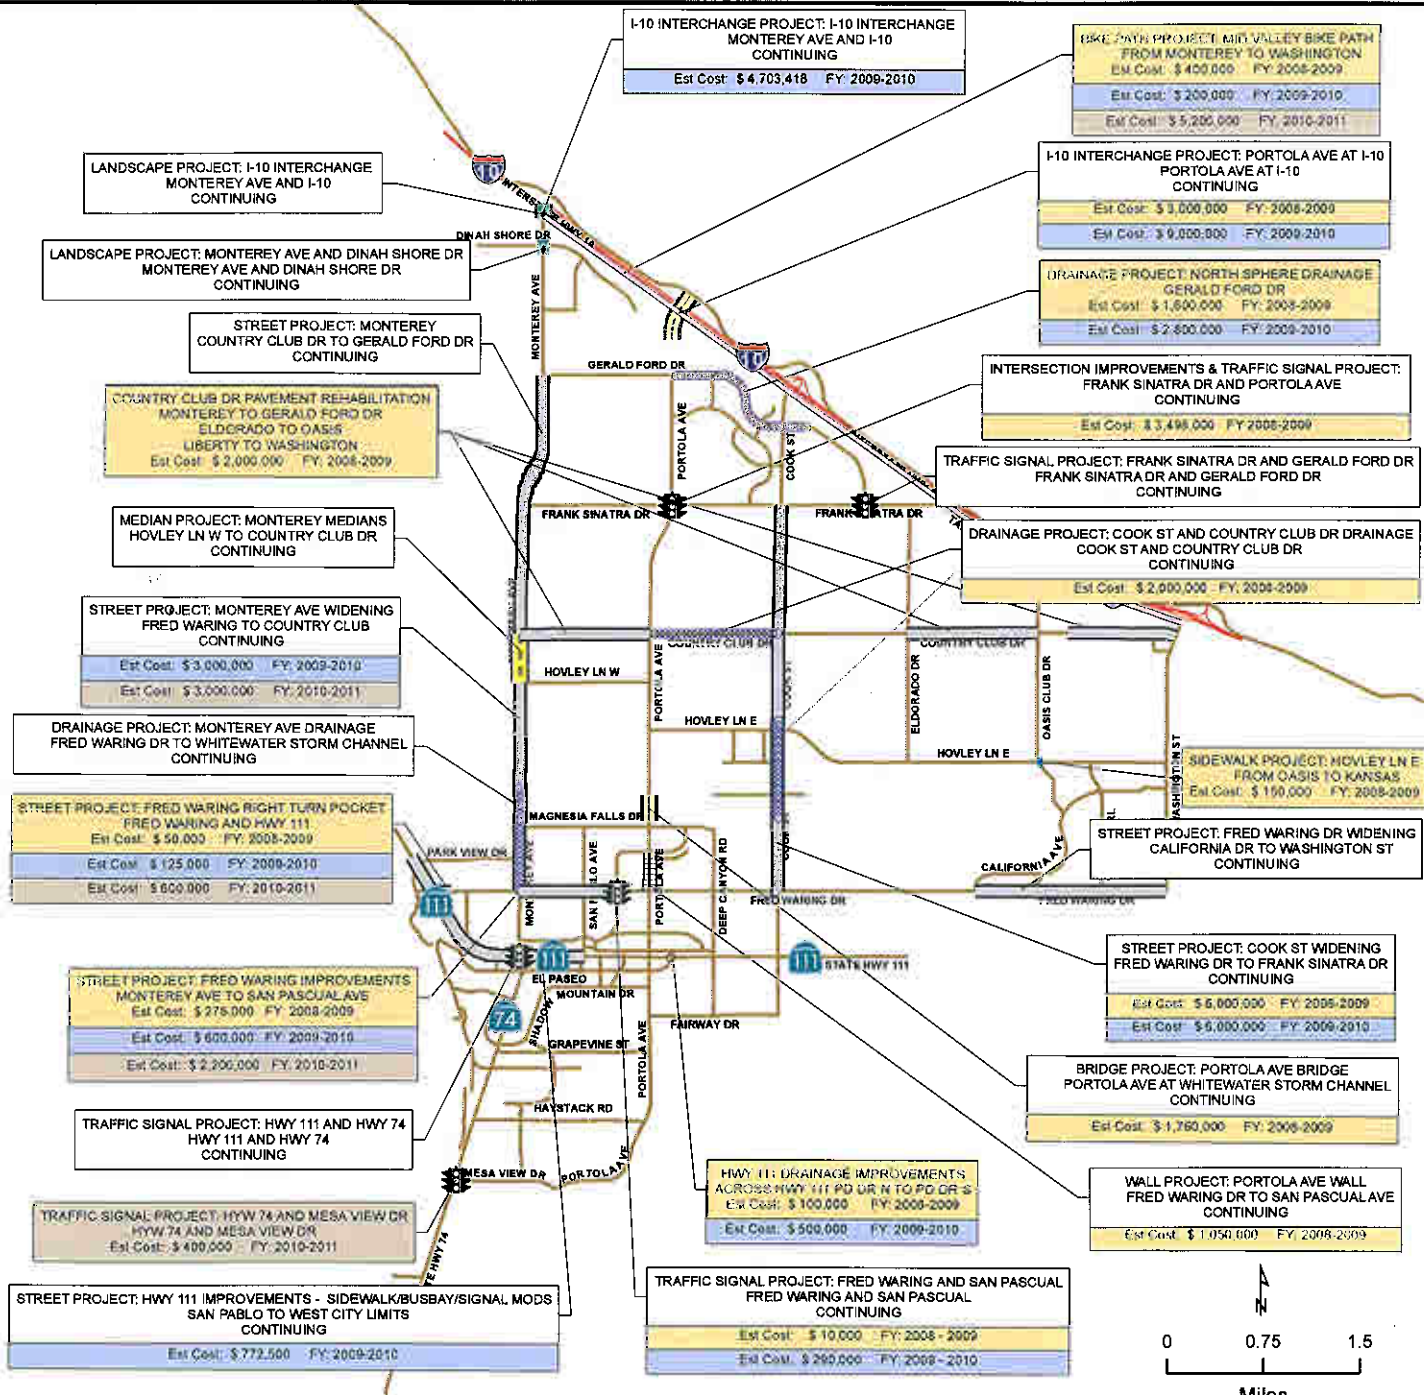 I-10 INTERCHANGE PROJECT: I-10 INTERCHANGE
MONTEREY AVE AND I-10
CONTINUING
Est Cost: $ 4,703,418 FY: 2009-2010
BIKE PATH PROJECT: MID VALLEY BIKE PATH
FROM MONTEREY TO WASHINGTON
Est Cost: $ 400,000 FY: 2008-2009
Est Cost: $ 200,000 FY: 2009-2010
Est Cost: $ 5,200,000 FY: 2010-2011
LANDSCAPE PROJECT: I-10 INTERCHANGE
MONTEREY AVE AND I-10
CONTINUING
I-10 INTERCHANGE PROJECT: PORTOLA AVE AT I-10
PORTOLA AVE AT I-10
CONTINUING
Est Cost: $ 3,000,000 FY: 2008-2009
Est Cost: $ 9,000,000 FY: 2009-2010
LANDSCAPE PROJECT: MONTEREY AVE AND DINAH SHORE DR
MONTEREY AVE AND DINAH SHORE DR
CONTINUING
DRAINAGE PROJECT: NORTH SPHERE DRAINAGE
GERALD FORD DR
Est Cost: $ 1,600,000 FY: 2008-2009
Est Cost: $ 2,800,000 FY: 2009-2010
STREET PROJECT: MONTEREY
COUNTRY CLUB DR TO GERALD FORD DR
CONTINUING
INTERSECTION IMPROVEMENTS & TRAFFIC SIGNAL PROJECT:
FRANK SINATRA DR AND PORTOLA AVE
CONTINUING
Est Cost: $ 3,498,000 FY 2008-2009
COUNTRY CLUB DR PAVEMENT REHABILITATION
MONTEREY TO GERALD FORD DR
ELDORADO TO OASIS
LIBERTY TO WASHINGTON
Est Cost: $ 2,000,000 FY: 2008-2009
TRAFFIC SIGNAL PROJECT: FRANK SINATRA DR AND GERALD FORD DR
FRANK SINATRA DR AND GERALD FORD DR
CONTINUING
MEDIAN PROJECT: MONTEREY MEDIANS
HOVLEY LN W TO COUNTRY CLUB DR
CONTINUING
DRAINAGE PROJECT: COOK ST AND COUNTRY CLUB DR DRAINAGE
COOK ST AND COUNTRY CLUB DR
CONTINUING
Est Cost: $ 2,000,000 FY: 2008-2009
STREET PROJECT: MONTEREY AVE WIDENING
FRED WARING TO COUNTRY CLUB
CONTINUING
Est Cost: $ 3,000,000 FY: 2009-2010
Est Cost: $ 3,000,000 FY: 2010-2011
DRAINAGE PROJECT: MONTEREY AVE DRAINAGE
FRED WARING DR TO WHITEWATER STORM CHANNEL
CONTINUING
SIDEWALK PROJECT: HOVLEY LN E
FROM OASIS TO KANSAS
Est Cost: $ 150,000 FY: 2008-2009
STREET PROJECT: FRED WARING RIGHT TURN POCKET
FRED WARING AND HWY 111
Est Cost: $ 50,000 FY: 2008-2009
Est Cost: $ 125,000 FY: 2009-2010
Est Cost: $ 600,000 FY: 2010-2011
STREET PROJECT: FRED WARING DR WIDENING
CALIFORNIA DR TO WASHINGTON ST
CONTINUING
STREET PROJECT: COOK ST WIDENING
FRED WARING DR TO FRANK SINATRA DR
CONTINUING
Est Cost: $ 6,000,000 FY: 2008-2009
Est Cost: $ 6,000,000 FY: 2009-2010
STREET PROJECT: FRED WARING IMPROVEMENTS
MONTEREY AVE TO SAN PASCUAL AVE
Est Cost: $ 275,000 FY: 2008-2009
Est Cost: $ 600,000 FY: 2009-2010
Est Cost: $ 2,200,000 FY: 2010-2011
BRIDGE PROJECT: PORTOLA AVE BRIDGE
PORTOLA AVE AT WHITEWATER STORM CHANNEL
CONTINUING
Est Cost: $ 1,760,000 FY: 2008-2009
TRAFFIC SIGNAL PROJECT: HWY 111 AND HWY 74
HWY 111 AND HWY 74
CONTINUING
HWY 111 DRAINAGE IMPROVEMENTS
ACROSS HWY 111 PD DR N TO PD DR S
Est Cost: $ 100,000 FY: 2008-2009
Est Cost: $ 500,000 FY: 2009-2010
WALL PROJECT: PORTOLA AVE WALL
FRED WARING DR TO SAN PASCUAL AVE
CONTINUING
Est Cost: $ 1,050,000 FY: 2008-2009
TRAFFIC SIGNAL PROJECT: HYW 74 AND MESA VIEW DR
HYW 74 AND MESA VIEW DR
Est Cost: $ 400,000 FY: 2010-2011
STREET PROJECT: HWY 111 IMPROVEMENTS - SIDEWALK/BUSBAY/SIGNAL MODS
SAN PABLO TO WEST CITY LIMITS
CONTINUING
Est Cost: $ 772,500 FY: 2009-2010
TRAFFIC SIGNAL PROJECT: FRED WARING AND SAN PASCUAL
FRED WARING AND SAN PASCUAL
CONTINUING
Est Cost: $ 10,000 FY: 2008 - 2009
Est Cost: $ 290,000 FY: 2009 - 2010
10
DINAH SHORE DR
MONTEREY AVE
10
GERALD FORD DR
PORTOLA AVE
COOK ST
FRANK SINATRA DR
COUNTRY CLUB DR
COUNTRY CLUB DR
HOVLEY LN W
PORTOLA AVE
COOK ST
HOVLEY LN E
ELDORADO DR
OASIS CLUB DR
HOVLEY LN E
WASHINGTON ST
MAGNESIA FALLS DR
PARK VIEW DR
PORTOLA AVE
DEEP CANYON RD
CALIFORNIA AVE
FRED WARING DR
FRED WARING DR
111
111
111
STATE HWY 111
EL PASEO
MOUNTAIN DR
74
SHADOW
FAIRWAY DR
GRAPEVINE ST
PORTOLA AVE
HAYSTACK RD
MESA VIEW DR
PORTOLA AVE
TE HWY 74
N
0 0.75 1.5
Miles